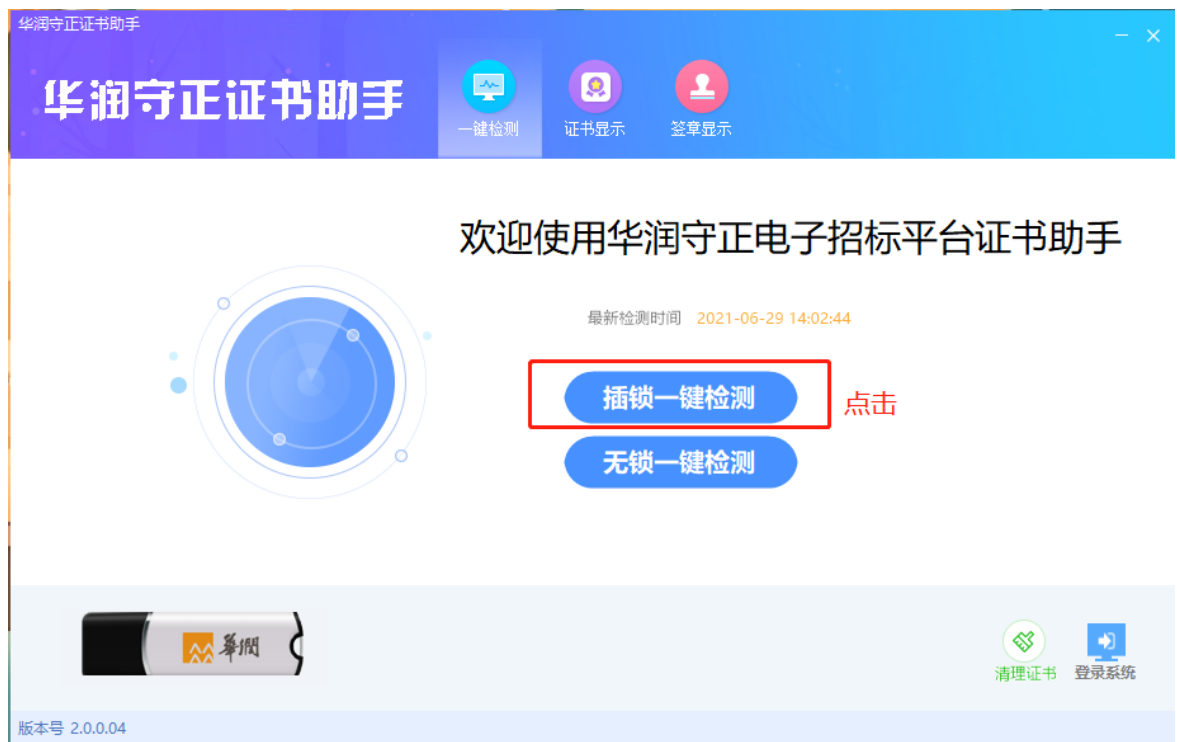 华润守正证书助手
华润守正证书助手
一键检测
证书显示
签章显示
欢迎使用华润守正电子招标平台证书助手
最新检测时间 2021-06-29 14:02:44
插锁一键检测
点击
无锁一键检测
華潤
清理证书
登录系统
版本号 2.0.0.04